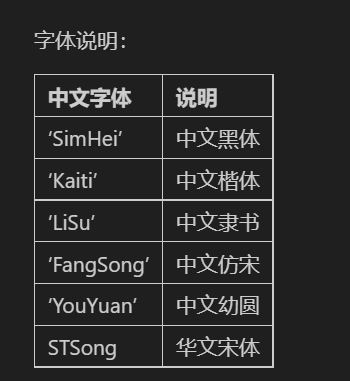 字体说明：
中文字体 说明
‘SimHei’ 中文黑体
‘Kaiti’ 中文楷体
‘LiSu’ 中文隶书
‘FangSong’ 中文仿宋
‘YouYuan’ 中文幼圆
STSong 华文宋体